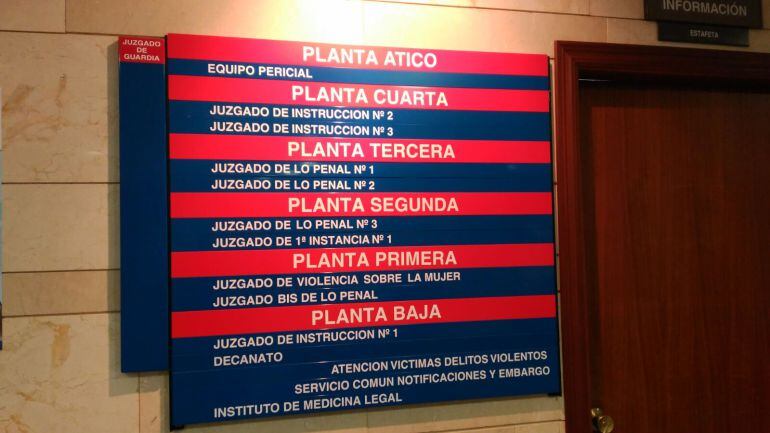 INFORMACIÓN
ESTAFETA
JUZGADO
DE
GUARDIA
PLANTA ATICO
EQUIPO PERICIAL
PLANTA CUARTA
JUZGADO DE INSTRUCCION Nº 2
JUZGADO DE INSTRUCCION Nº 3
PLANTA TERCERA
JUZGADO DE LO PENAL Nº 1
JUZGADO DE LO PENAL Nº 2
PLANTA SEGUNDA
JUZGADO DE LO PENAL Nº 3
JUZGADO DE 1ª INSTANCIA Nº 1
PLANTA PRIMERA
JUZGADO DE VIOLENCIA SOBRE LA MUJER
JUZGADO BIS DE LO PENAL
PLANTA BAJA
JUZGADO DE INSTRUCCION Nº 1
DECANATO
ATENCION VICTIMAS DELITOS VIOLENTOS
SERVICIO COMUN NOTIFICACIONES Y EMBARGO
INSTITUTO DE MEDICINA LEGAL